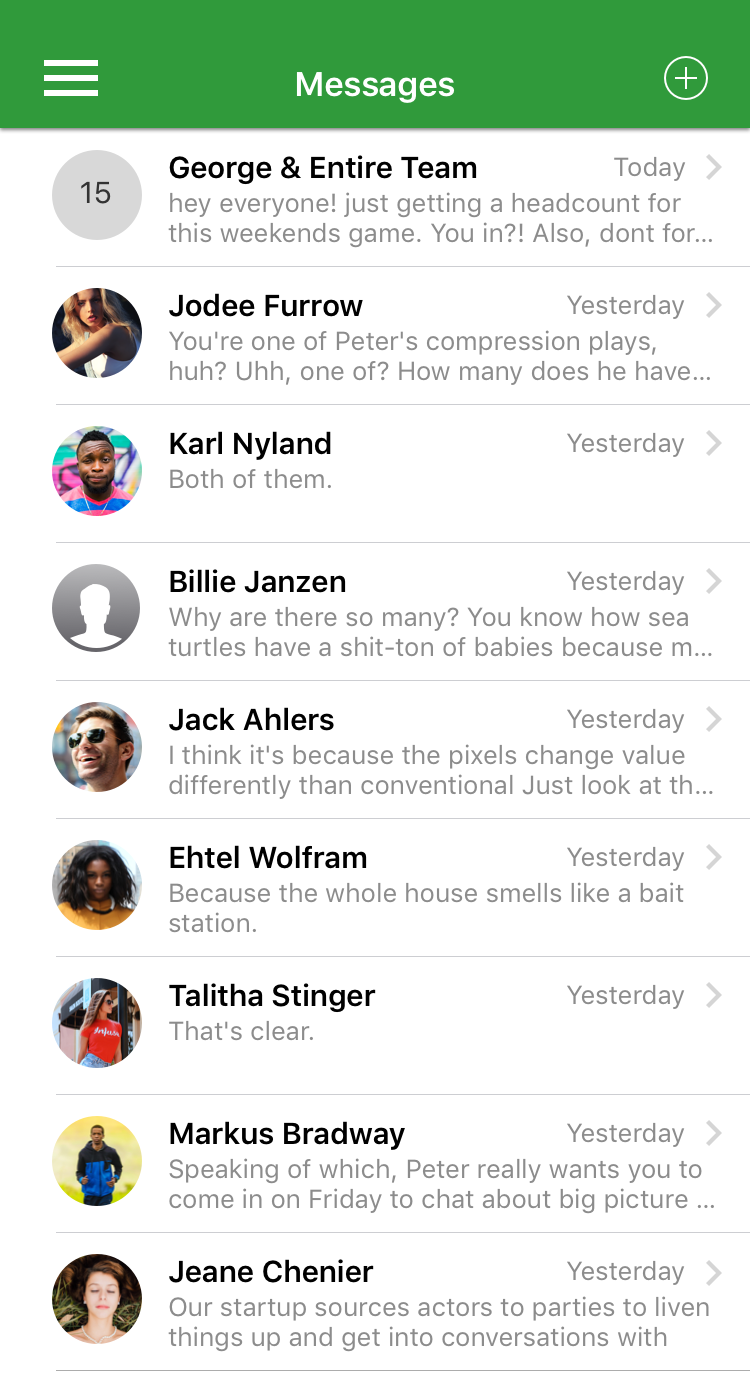 Messages
George & Entire Team Today
15
hey everyone! just getting a headcount for
this weekends game. You in?! Also, dont for...
Jodee Furrow Yesterday
You're one of Peter's compression plays,
huh? Uhh, one of? How many does he have...
Karl Nyland Yesterday
Both of them.
Billie Janzen Yesterday
Why are there so many? You know how sea
turtles have a shit-ton of babies because m...
Jack Ahlers Yesterday
I think it's because the pixels change value
differently than conventional Just look at th...
Ehtel Wolfram Yesterday
Because the whole house smells like a bait
station.
Talitha Stinger Yesterday
That's clear.
Markus Bradway Yesterday
Speaking of which, Peter really wants you to
come in on Friday to chat about big picture ...
Jeane Chenier Yesterday
Our startup sources actors to parties to liven
things up and get into conversations with